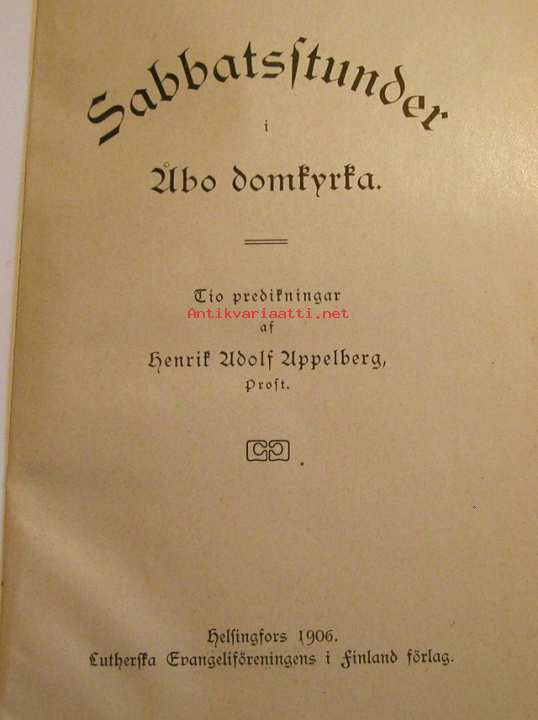 Sabbatsstunder
i
Åbo domkyrka.
Tio predikningar
Antikvariaatti.net
af
Henrik Adolf Appelberg,
Prost.
Helsingfors 1906.
Lutherska Evangeliföreningens i Finland förlag.